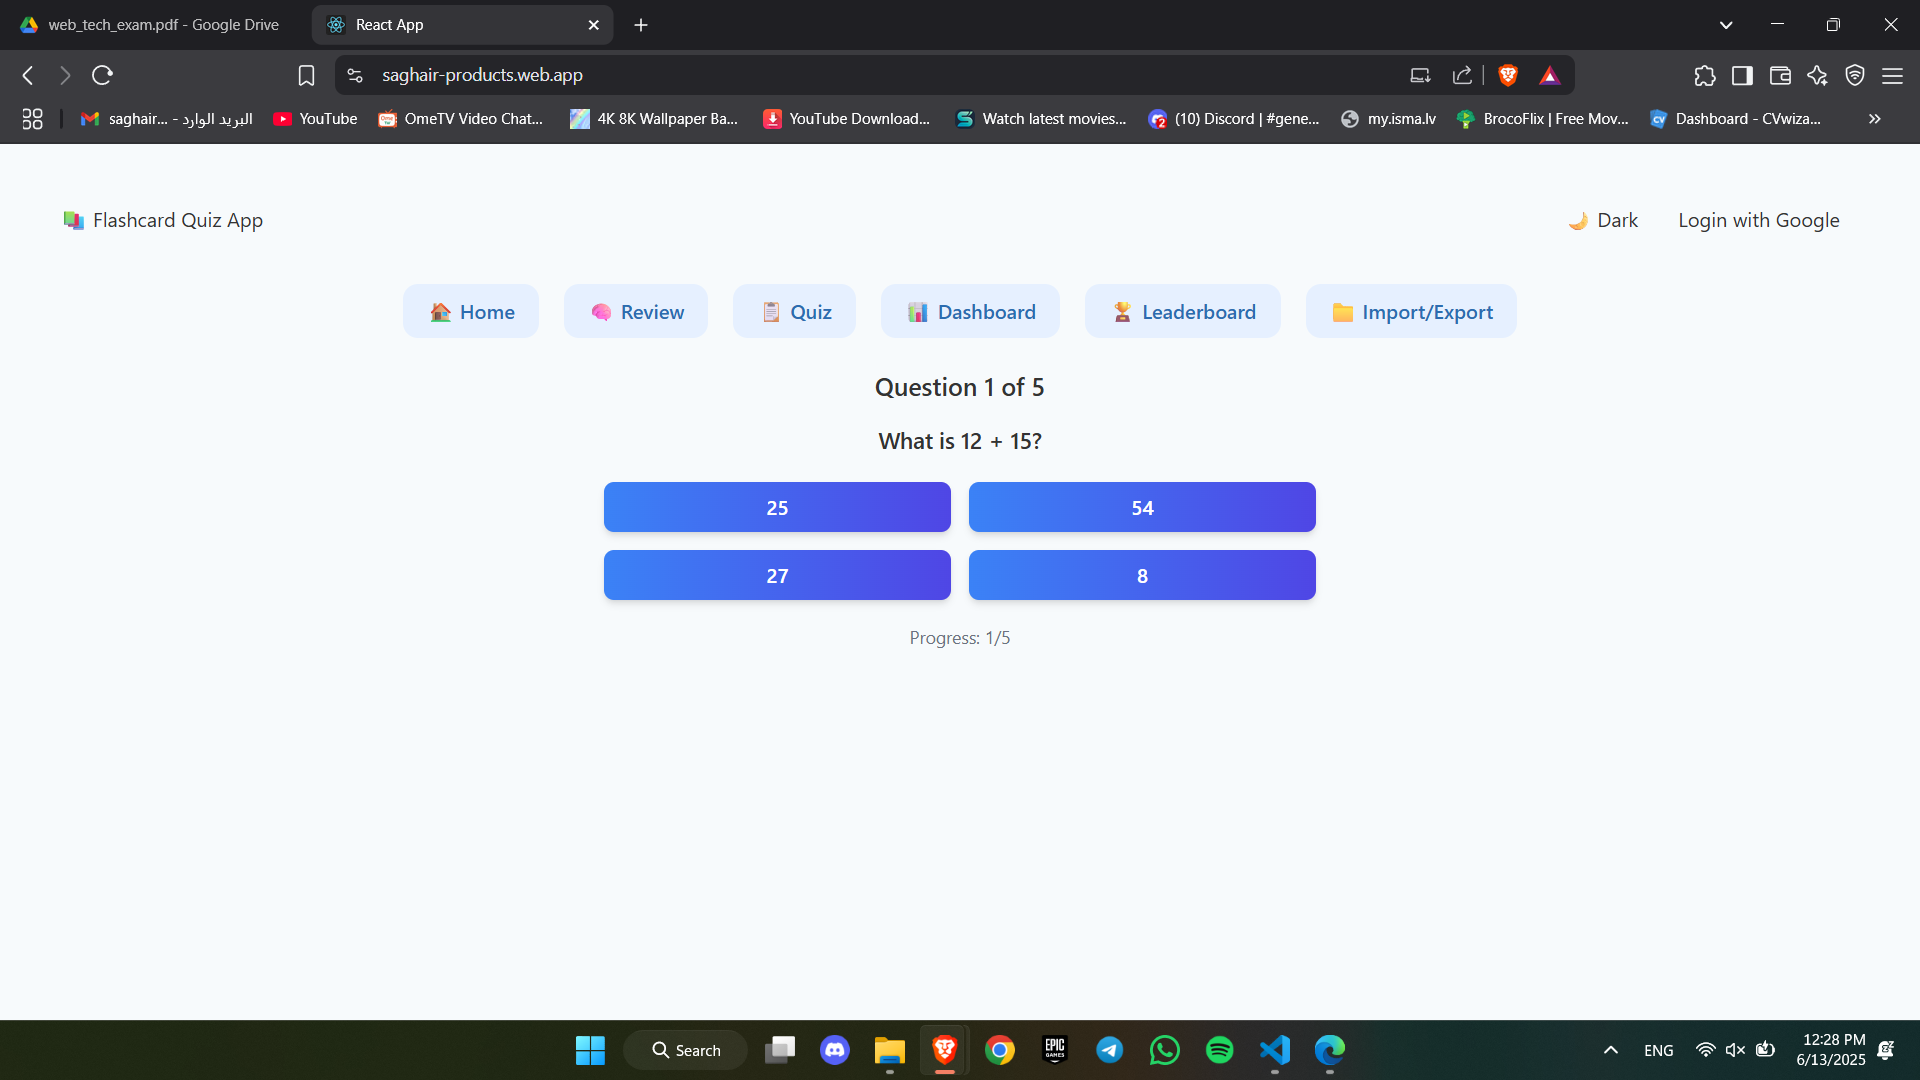 web_tech_exam.pdf - Google Drive
React App
saghair-products.web.app
saghair... - البريد الوارد
YouTube
OmeTV Video Chat...
4K 8K Wallpaper Ba...
YouTube Download...
Watch latest movies...
(10) Discord | #gene...
my.isma.lv
BrocoFlix | Free Mov...
Dashboard - CVwiza...
Flashcard Quiz App
Dark
Login with Google
Home
Review
Quiz
Dashboard
Leaderboard
Import/Export
Question 1 of 5
What is 12 + 15?
25
54
27
8
Progress: 1/5
Search
EPIC
GAMES
ENG
12:28 PM
6/13/2025